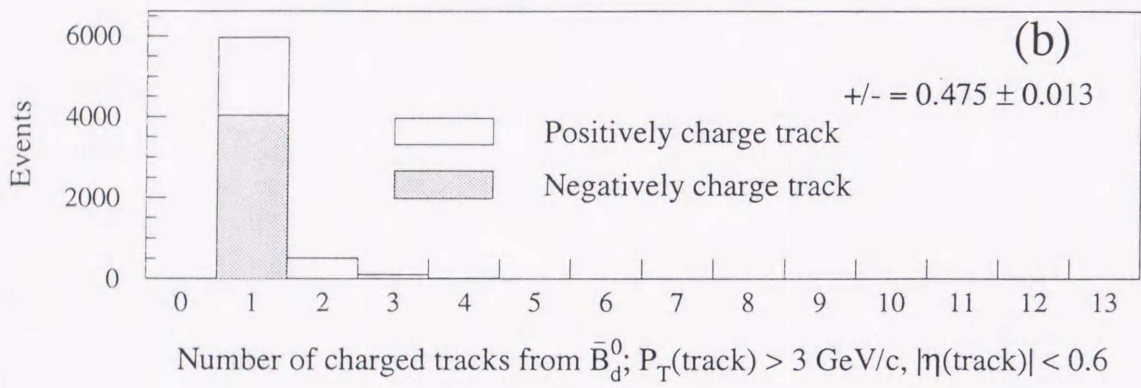 6000
(b)
+/- = 0.475 ± 0.013
4000
Positively charge track
Negatively charge track
2000
0
Events
0 1 2 3 4 5 6 7 8 9 10 11 12 13
Number of charged tracks from B̄⁰_d; P_T(track) > 3 GeV/c, |η(track)| < 0.6